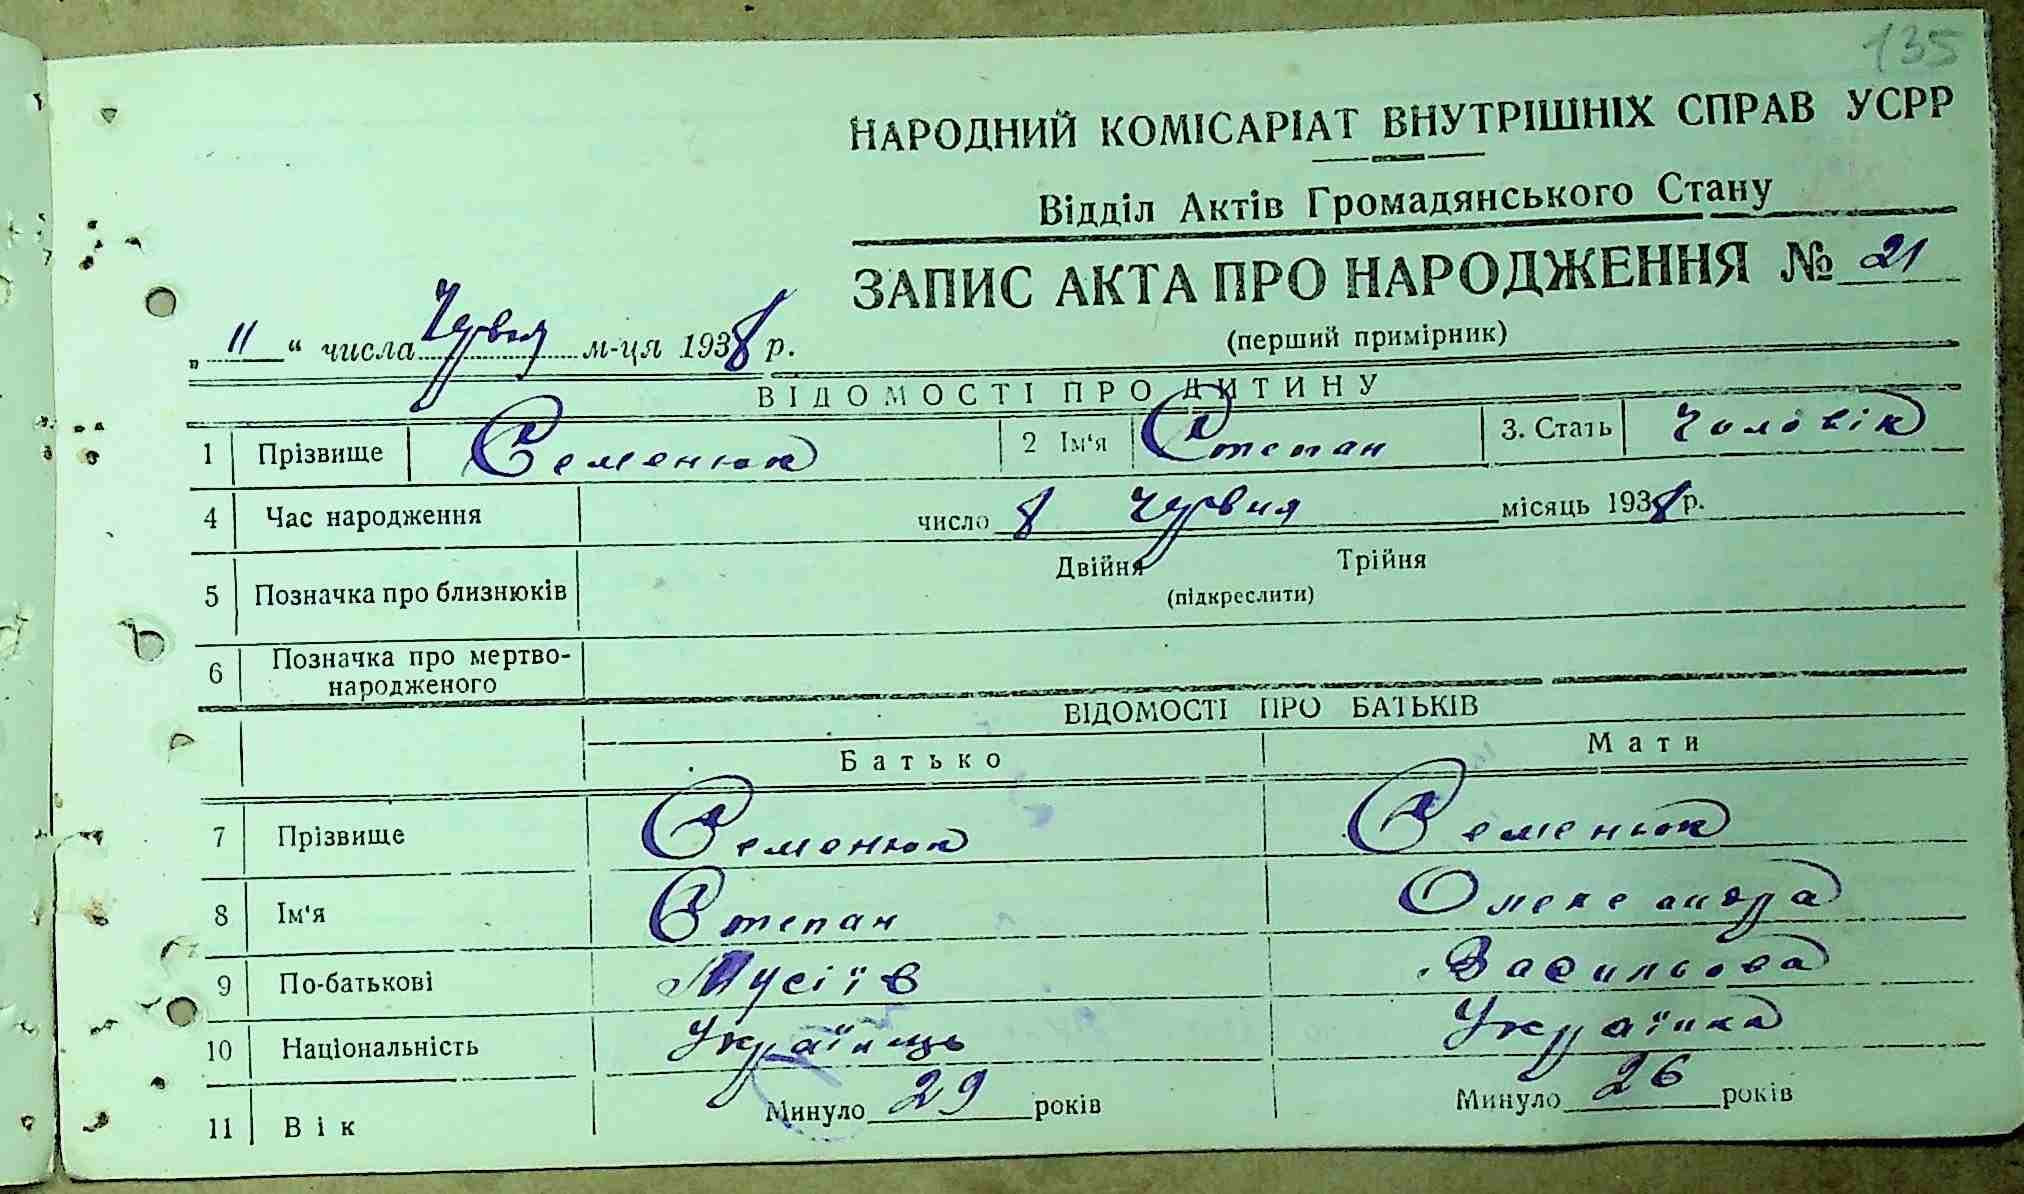 135
НАРОДНИЙ КОМІСАРІАТ ВНУТРІШНІХ СПРАВ УСРР
Відділ Актів Громадянського Стану
ЗАПИС АКТА ПРО НАРОДЖЕННЯ № 21
(перший примірник)
„ 11 “ числа Червня м-ця 1938 р.
ВІДОМОСТІ ПРО ДИТИНУ
1 Прізвище Семенюк 2 Ім'я Степан 3. Стать Чоловік
4 Час народження число 8 Червня місяць 1938 р.
5 Позначка про близнюків Двійня Трійня
(підкреслити)
6 Позначка про мертво-
народженого
ВІДОМОСТІ ПРО БАТЬКІВ
Батько Мати
7 Прізвище Семенюк Семенюк
8 Ім'я Степан Олександра
9 По-батькові Мусіїв Васильова
10 Національність Українць Українка
11 Вік Минуло 29 років Минуло 26 років